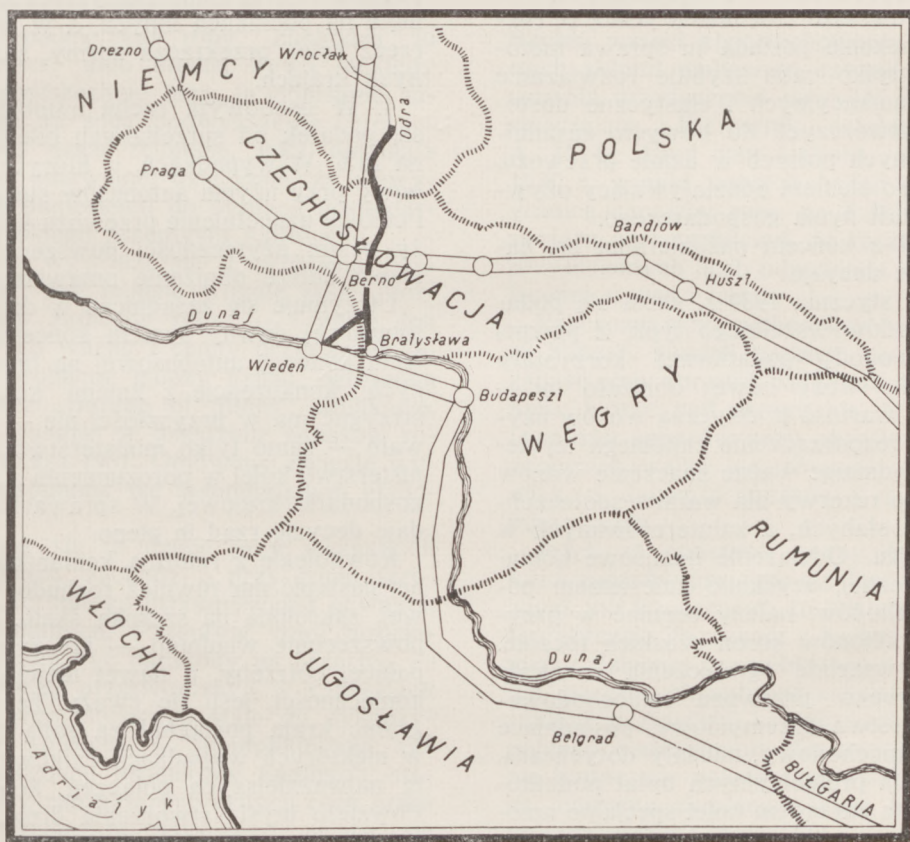 Drezno
Wrocław
NIEMCY
Odra
POLSKA
CZECHOSŁOWACJA
Praga
Bardiów
Huszt
Berno
Dunaj
Bratysława
Wiedeń
Budapeszt
WĘGRY
RUMUNIA
WŁOCHY
JUGOSŁAWIA
Dunaj
Belgrad
BUŁGARIA
Adriatyk